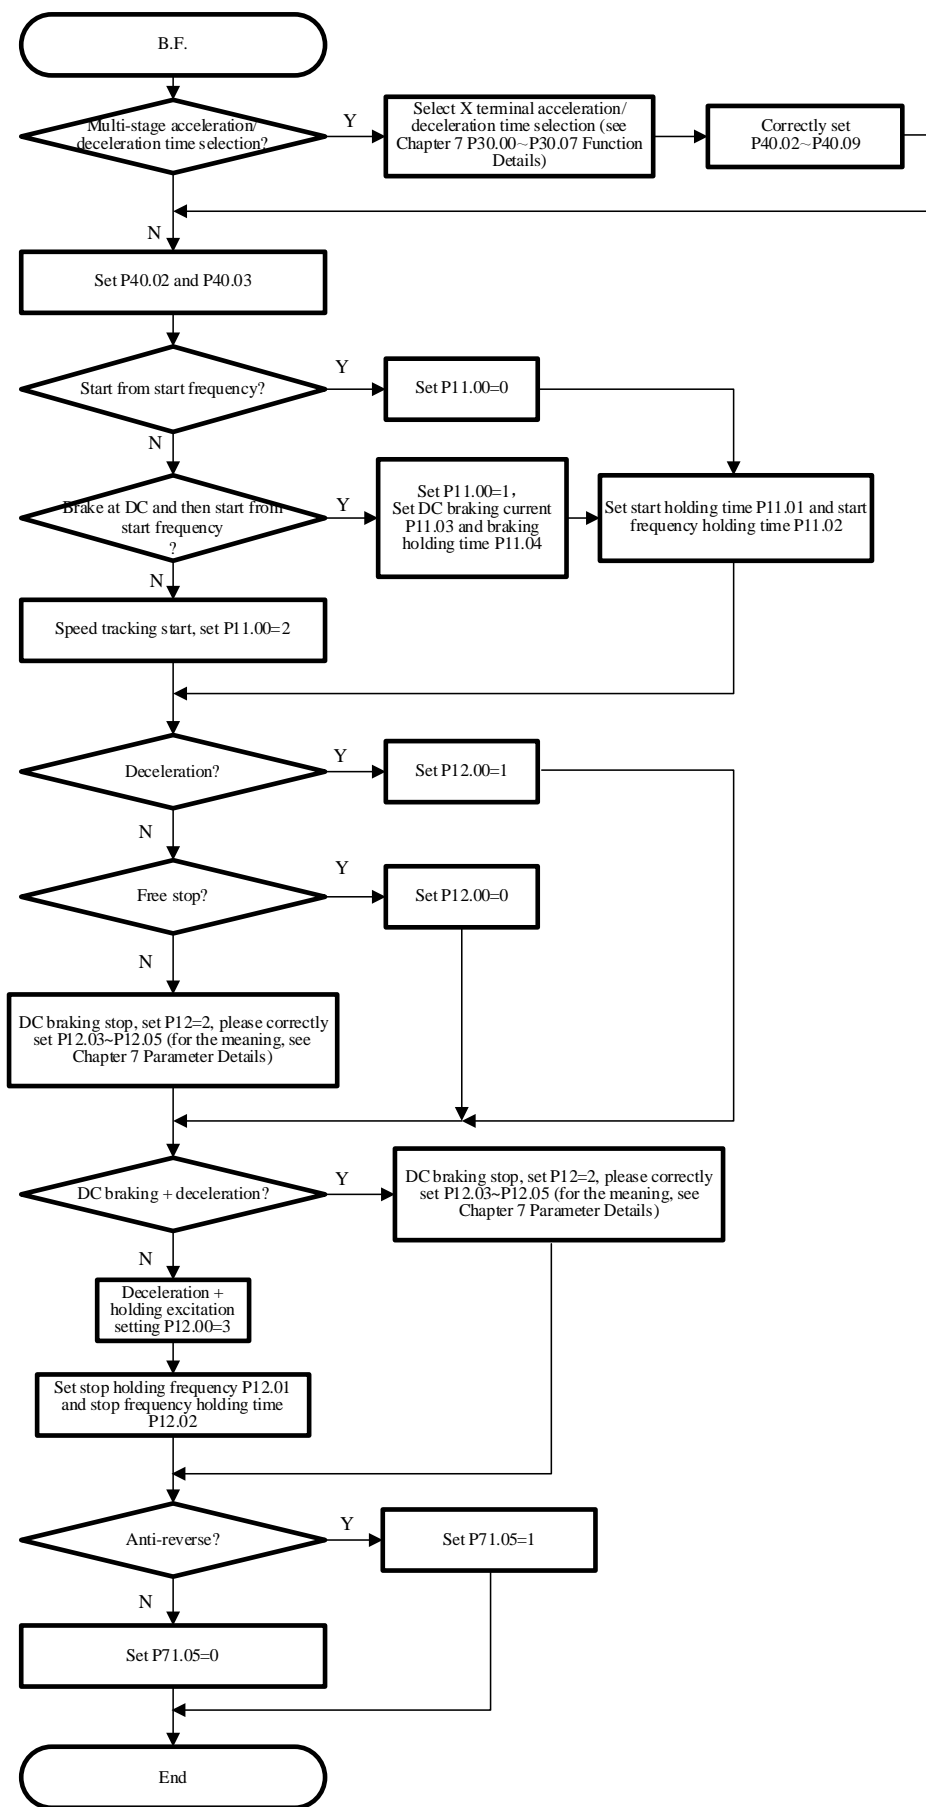 B.F.
Multi-stage acceleration/
deceleration time selection?
Y
Select X terminal acceleration/
deceleration time selection (see
Chapter 7 P30.00~P30.07 Function
Details)
Correctly set
P40.02~P40.09
N
Set P40.02 and P40.03
Start from start frequency?
Y
Set P11.00=0
N
Brake at DC and then start from
start frequency
?
Y
Set P11.00=1,
Set DC braking current
P11.03 and braking
holding time P11.04
Set start holding time P11.01 and start
frequency holding time P11.02
N
Speed tracking start, set P11.00=2
Deceleration?
Y
Set P12.00=1
N
Free stop?
Y
Set P12.00=0
N
DC braking stop, set P12=2, please correctly
set P12.03~P12.05 (for the meaning, see
Chapter 7 Parameter Details)
DC braking + deceleration?
Y
DC braking stop, set P12=2, please correctly
set P12.03~P12.05 (for the meaning, see
Chapter 7 Parameter Details)
N
Deceleration +
holding excitation
setting P12.00=3
Set stop holding frequency P12.01
and stop frequency holding time
P12.02
Anti-reverse?
Y
Set P71.05=1
N
Set P71.05=0
End